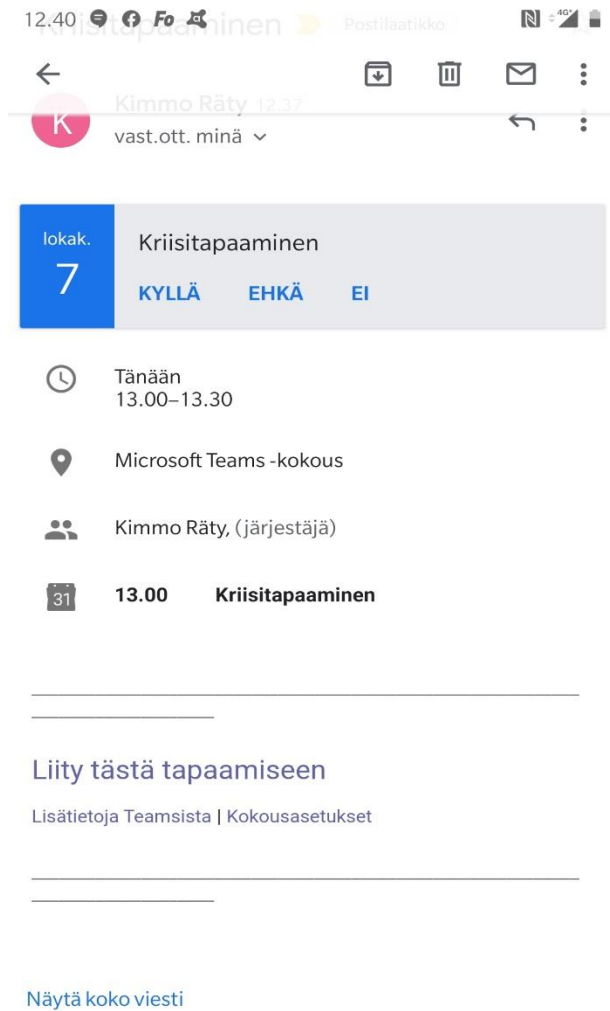 12.40 Fo 4G+
Kriisitapaaminen Postilaatikko
K Kimmo Räty 12.37
vast.ott. minä
lokak.
7
Kriisitapaaminen
KYLLÄ EHKÄ EI
Tänään
13.00–13.30
Microsoft Teams -kokous
Kimmo Räty, (järjestäjä)
31 13.00 Kriisitapaaminen
Liity tästä tapaamiseen
Lisätietoja Teamsista | Kokousasetukset
Näytä koko viesti